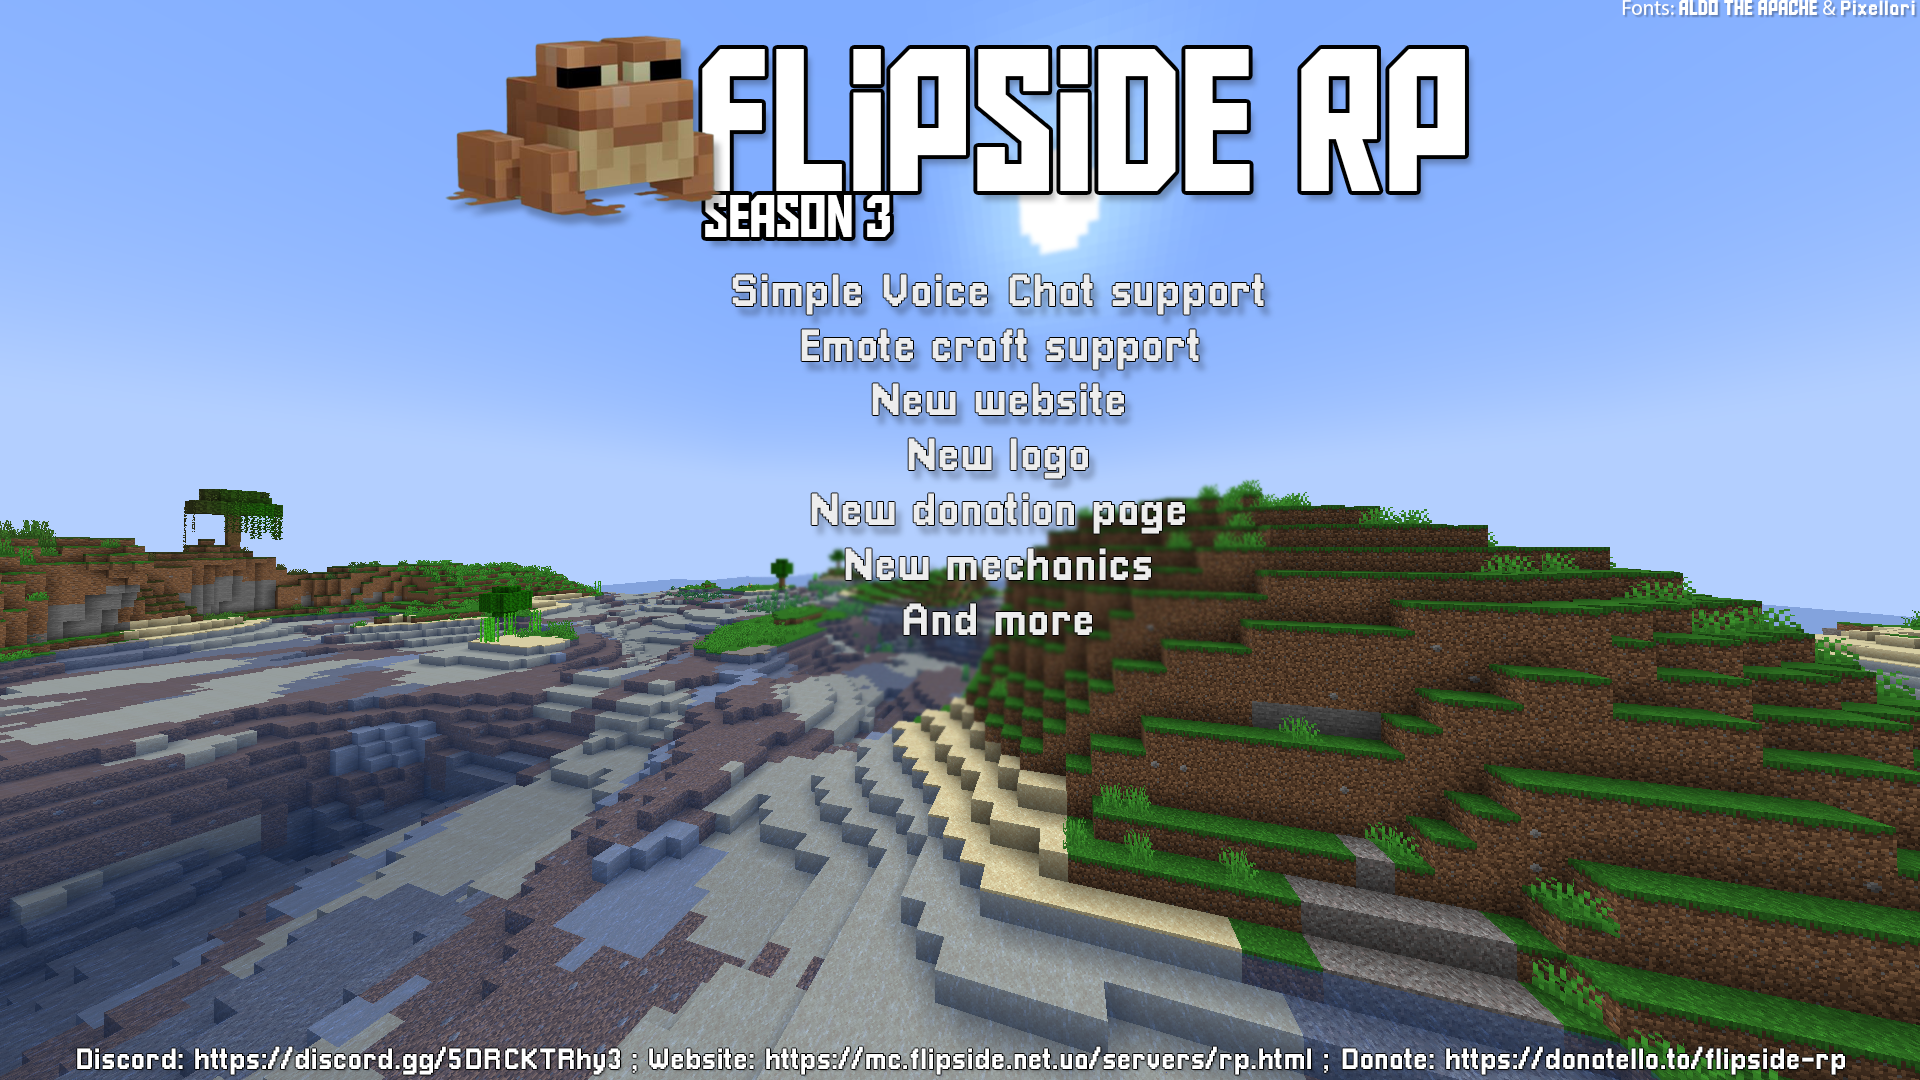 Fonts: ALDO THE APACHE & Pixellari
FLiPSiDE RP
SEASON 3
Simple Voice Chat support
Emote craft support
New website
New logo
New donation page
New mechanics
And more
Discord: https://discord.gg/5DRCKTRhy3 ; Website: https://mc.flipside.net.ua/servers/rp.html ; Donate: https://donatello.to/flipside-rp